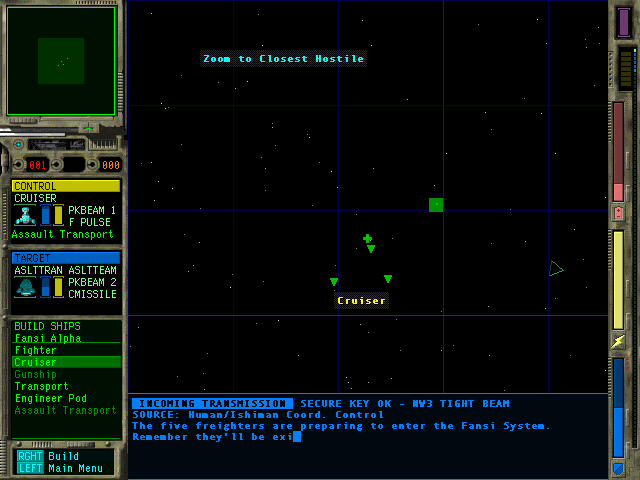 Zoom to Closest Hostile
001
000
CONTROL
CRUISER
PKBEAM 1
F PULSE
Assault Transport
TARGET
ASLTTRAN ASLTTEAM
PKBEAM 2
CMISSILE
Cruiser
BUILD SHIPS
Fansi Alpha
Fighter
Cruiser
Gunship
Transport
Engineer Pod
Assault Transport
RGHT Build
LEFT Main Menu
INCOMING TRANSMISSION SECURE KEY OK - NW3 TIGHT BEAM
SOURCE: Human/Ishiman Coord. Control
The five freighters are preparing to enter the Fansi System.
Remember they'll be exi